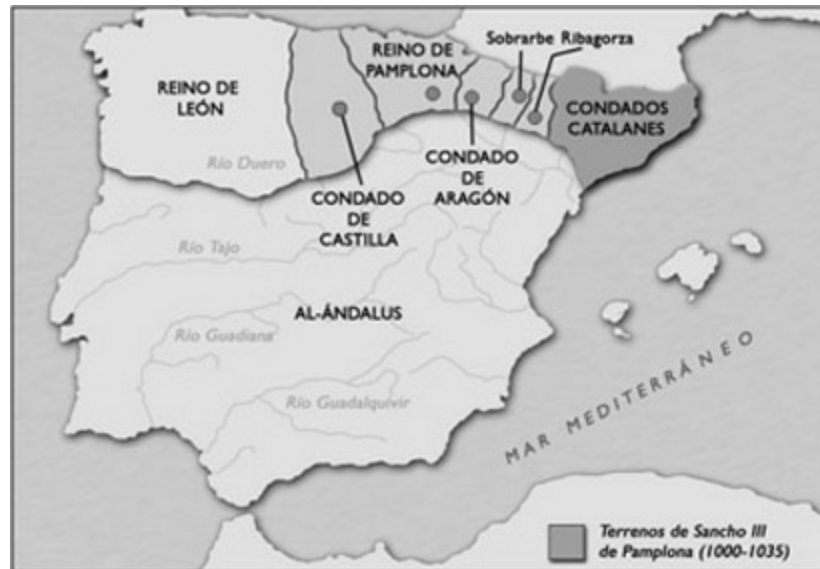 Sobrarbe Ribagorza
REINO DE
PAMPLONA
REINO DE
LEÓN
CONDADOS
CATALANES
Río Duero
CONDADO
DE
ARAGÓN
CONDADO
DE
CASTILLA
Río Tajo
AL-ÁNDALUS
Río Guadiana
Río Guadalquivir
MAR MEDITERRÁNEO
Terrenos de Sancho III
de Pamplona (1000-1035)